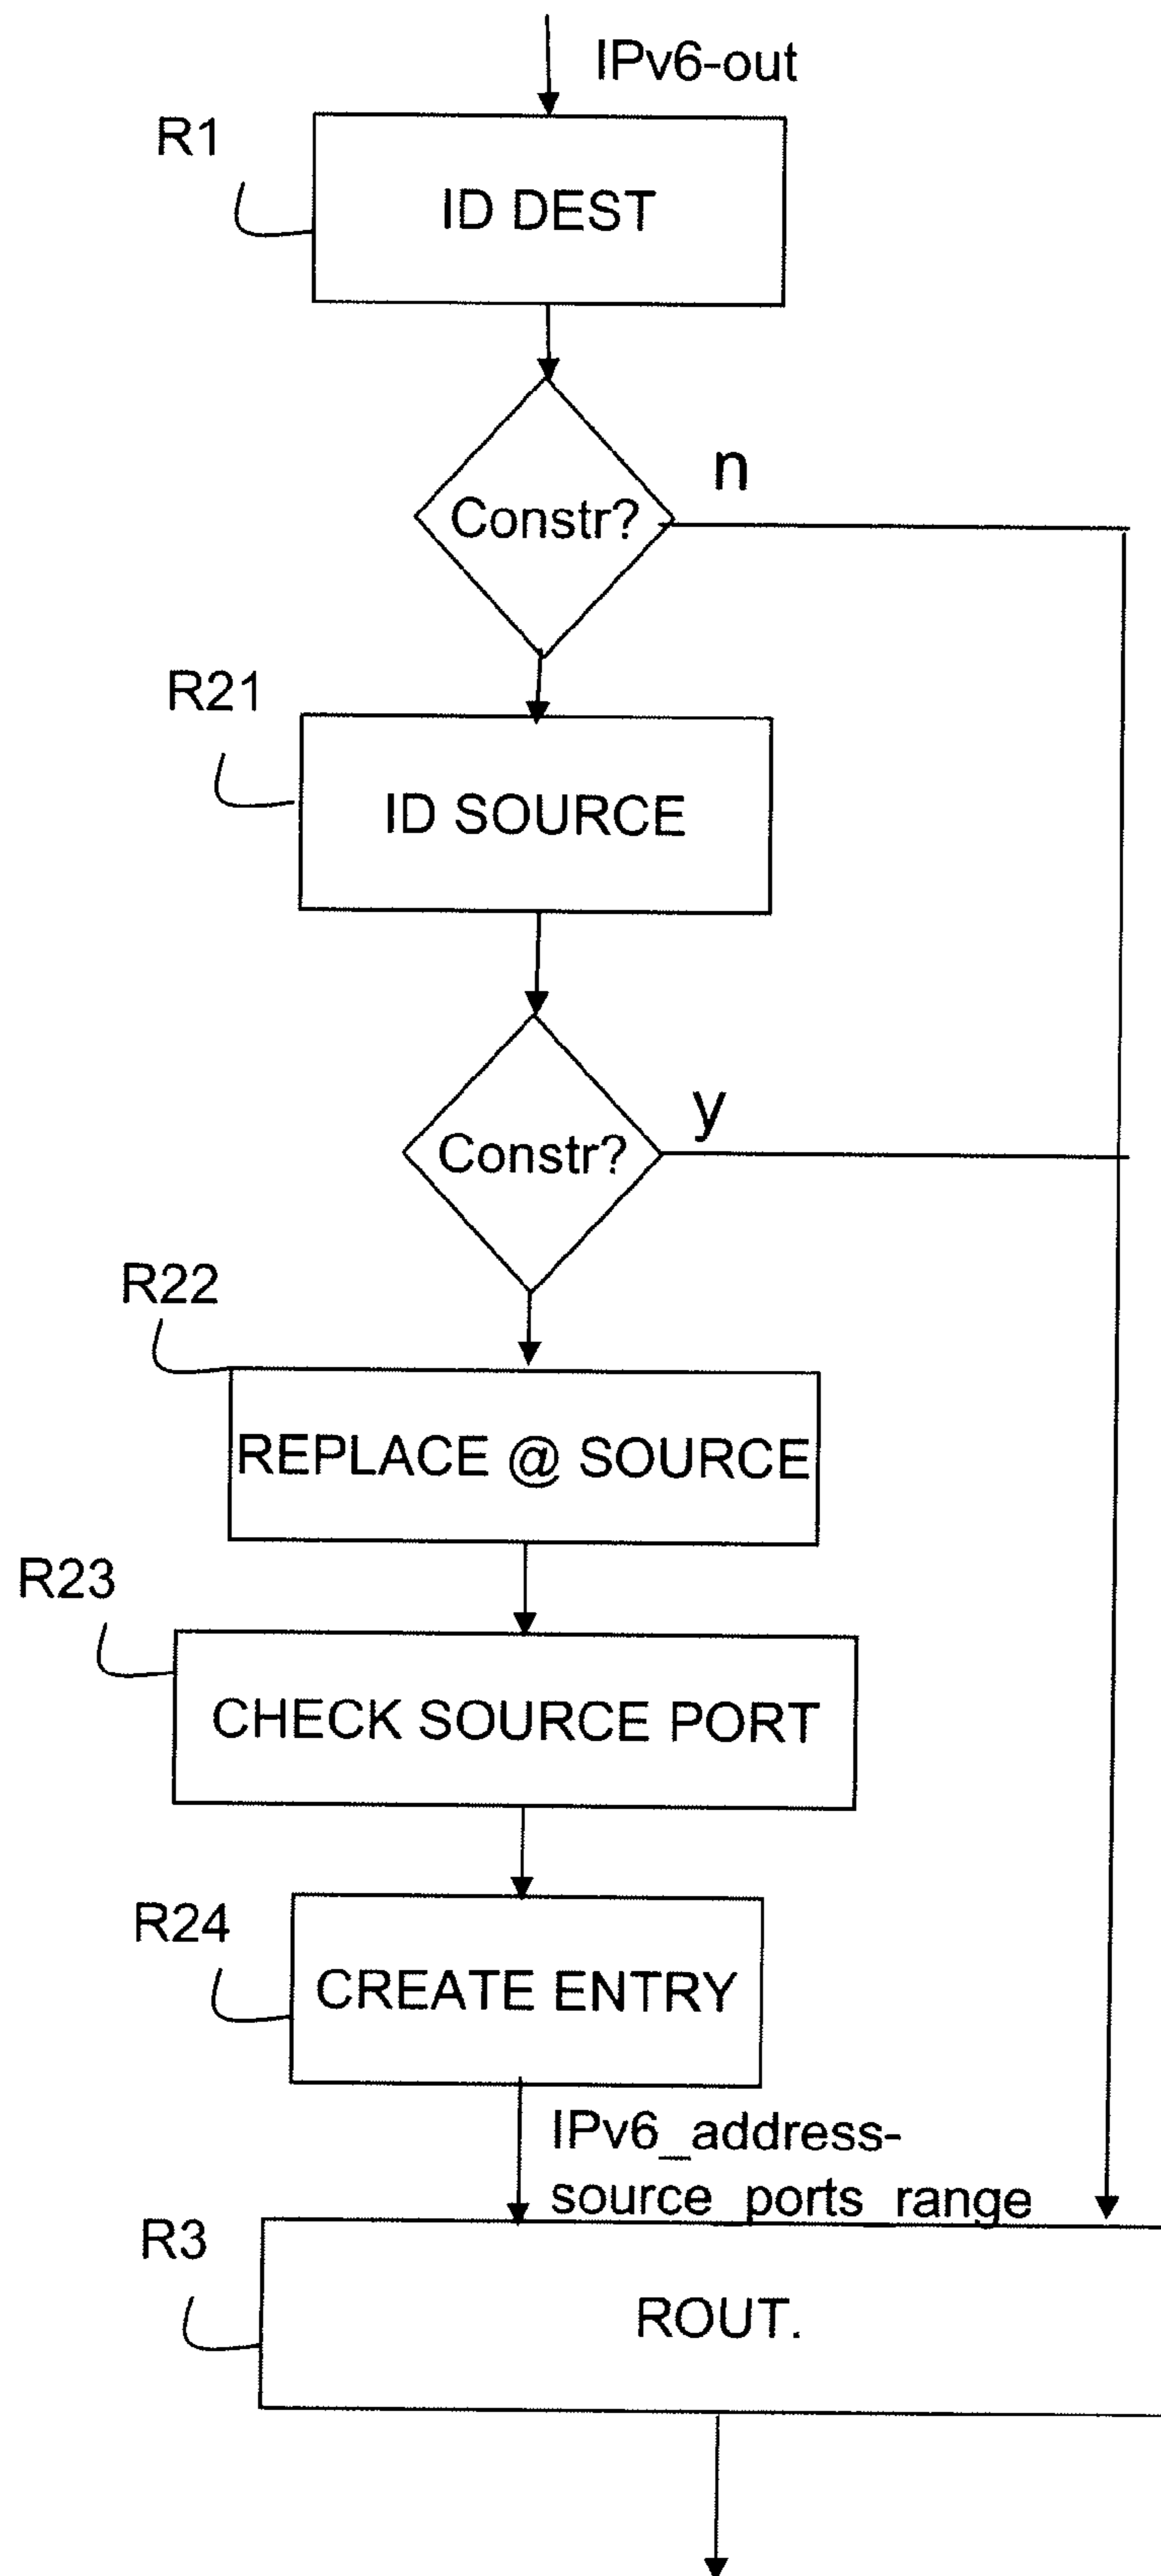 IPv6-out
R1
ID DEST
n
Constr?
R21
ID SOURCE
y
Constr?
R22
REPLACE @ SOURCE
R23
CHECK SOURCE PORT
R24
CREATE ENTRY
IPv6_address-
source_ports_range
R3
ROUT.